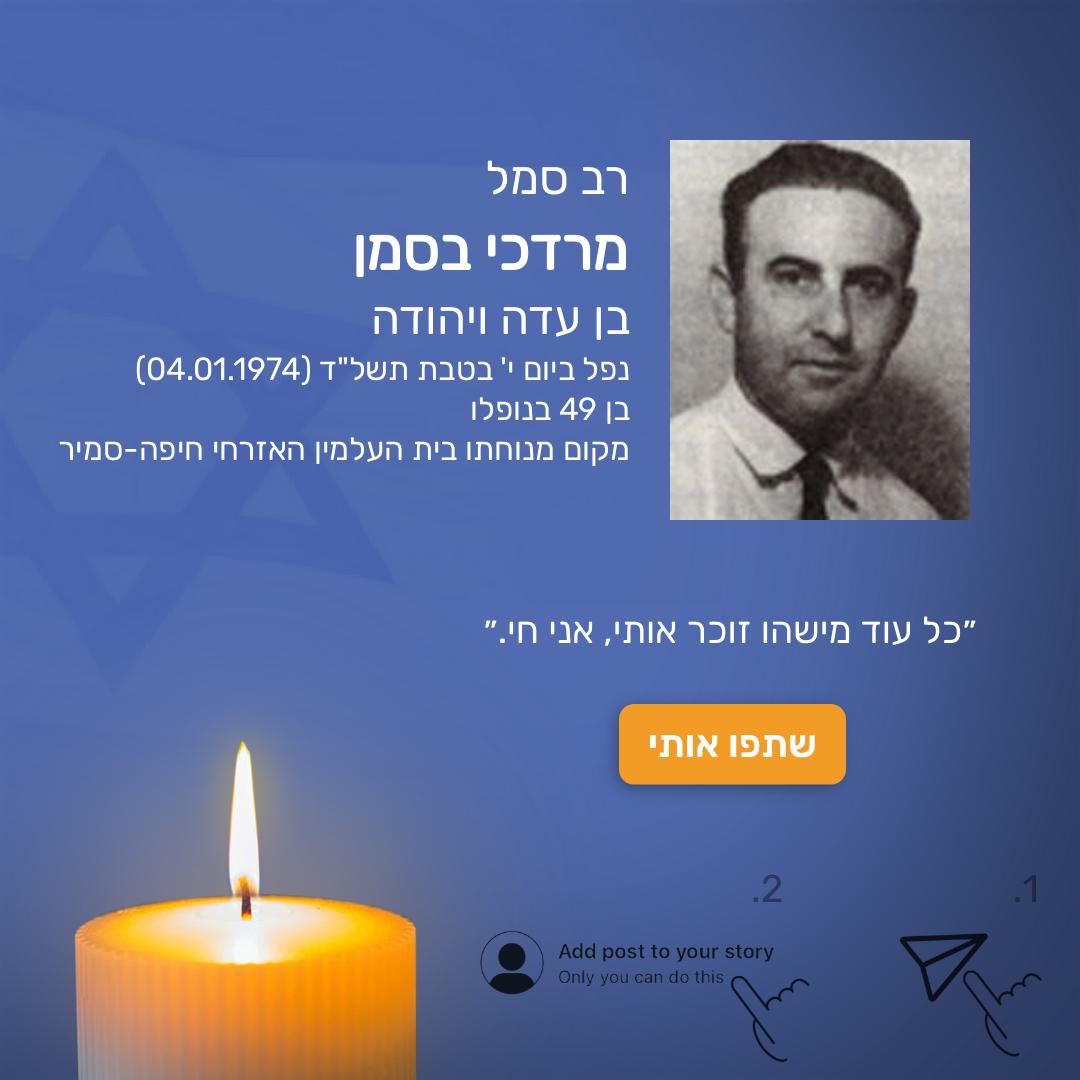 רב סמל
מרדכי בסמן
בן עדה ויהודה
נפל ביום י' בטבת תשל"ד (04.01.1974)
בן 49 בנופלו
מקום מנוחתו בית העלמין האזרחי חיפה-סמיר
״כל עוד מישהו זוכר אותי, אני חי.״
שתפו אותי
1.
2.
Add post to your story
Only you can do this